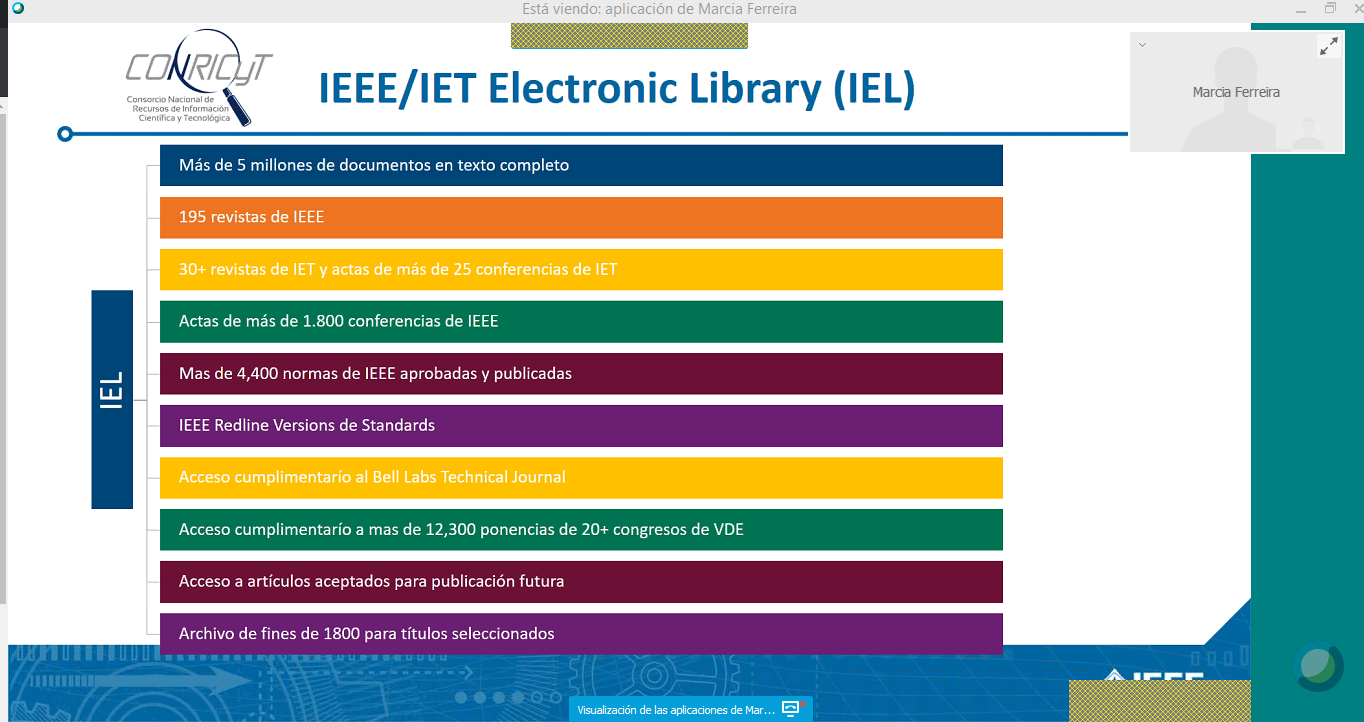 Está viendo: aplicación de Marcia Ferreira
CONRICyT
Consorcio Nacional de
Recursos de Información
Científica y Tecnológica
IEEE/IET Electronic Library (IEL)
Marcia Ferreira
IEL
Más de 5 millones de documentos en texto completo
195 revistas de IEEE
30+ revistas de IET y actas de más de 25 conferencias de IET
Actas de más de 1.800 conferencias de IEEE
Mas de 4,400 normas de IEEE aprobadas y publicadas
IEEE Redline Versions de Standards
Acceso cumplimentarío al Bell Labs Technical Journal
Acceso cumplimentarío a mas de 12,300 ponencias de 20+ congresos de VDE
Acceso a artículos aceptados para publicación futura
Archivo de fines de 1800 para títulos seleccionados
IEEE
Visualización de las aplicaciones de Mar...